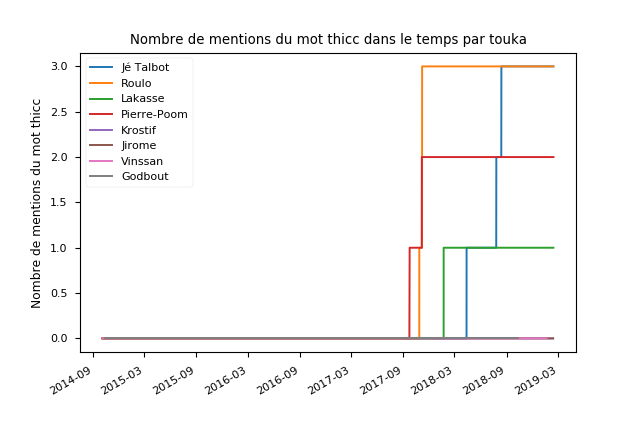 Nombre de mentions du mot thicc dans le temps par touka
Nombre de mentions du mot thicc
3.0
2.5
2.0
1.5
1.0
0.5
0.0
Jé Talbot
Roulo
Lakasse
Pierre-Poom
Krostif
Jirome
Vinssan
Godbout
2014-09
2015-03
2015-09
2016-03
2016-09
2017-03
2017-09
2018-03
2018-09
2019-03